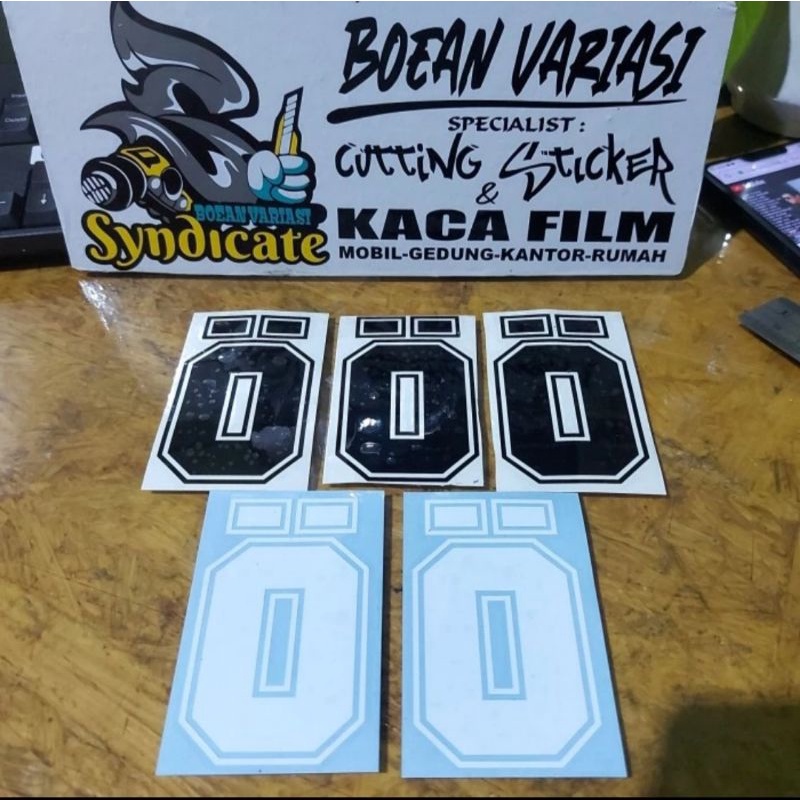 BOEAN VARIASI
SPECIALIST :
CUTTING STICKER
&
KACA FILM
MOBIL-GEDUNG-KANTOR-RUMAH
BOEAN VARIASI
Syndicate
Ö Ö Ö
Ö Ö